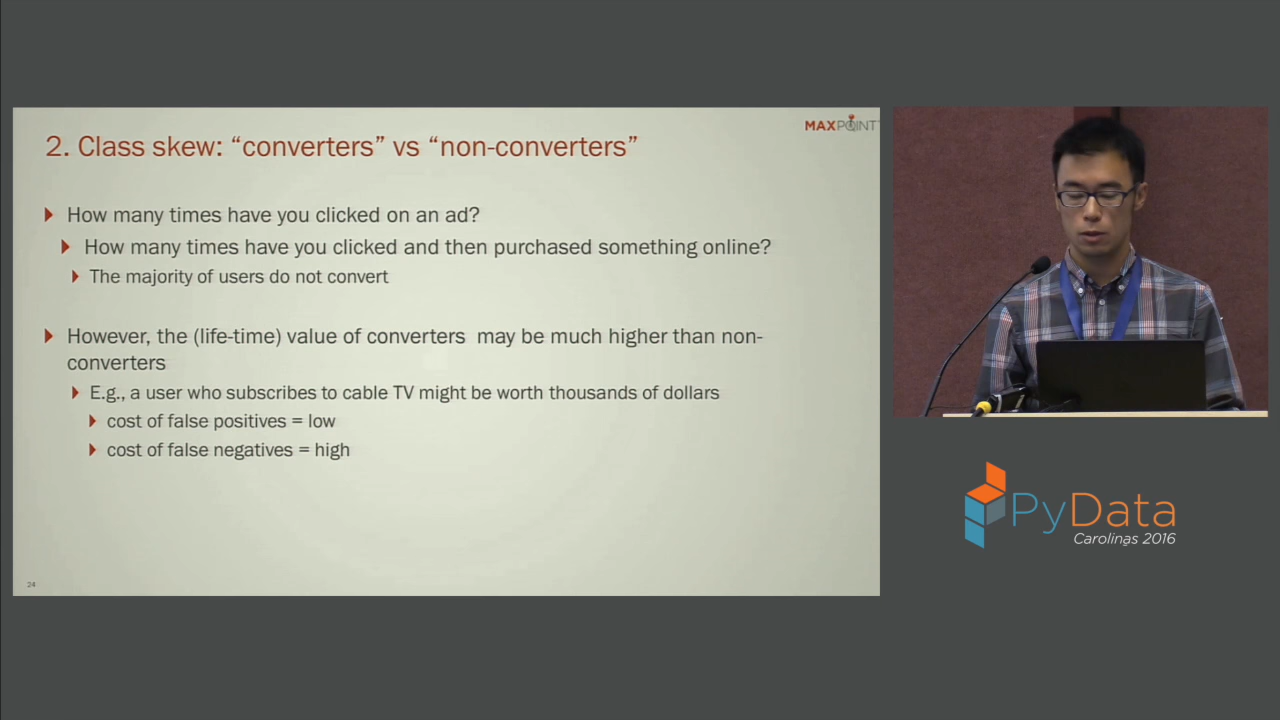 2. Class skew: “converters” vs “non-converters”
MAXPOINT
How many times have you clicked on an ad?
How many times have you clicked and then purchased something online?
The majority of users do not convert
However, the (life-time) value of converters may be much higher than non-
converters
E.g., a user who subscribes to cable TV might be worth thousands of dollars
cost of false positives = low
cost of false negatives = high
24
PyData
Carolinas 2016